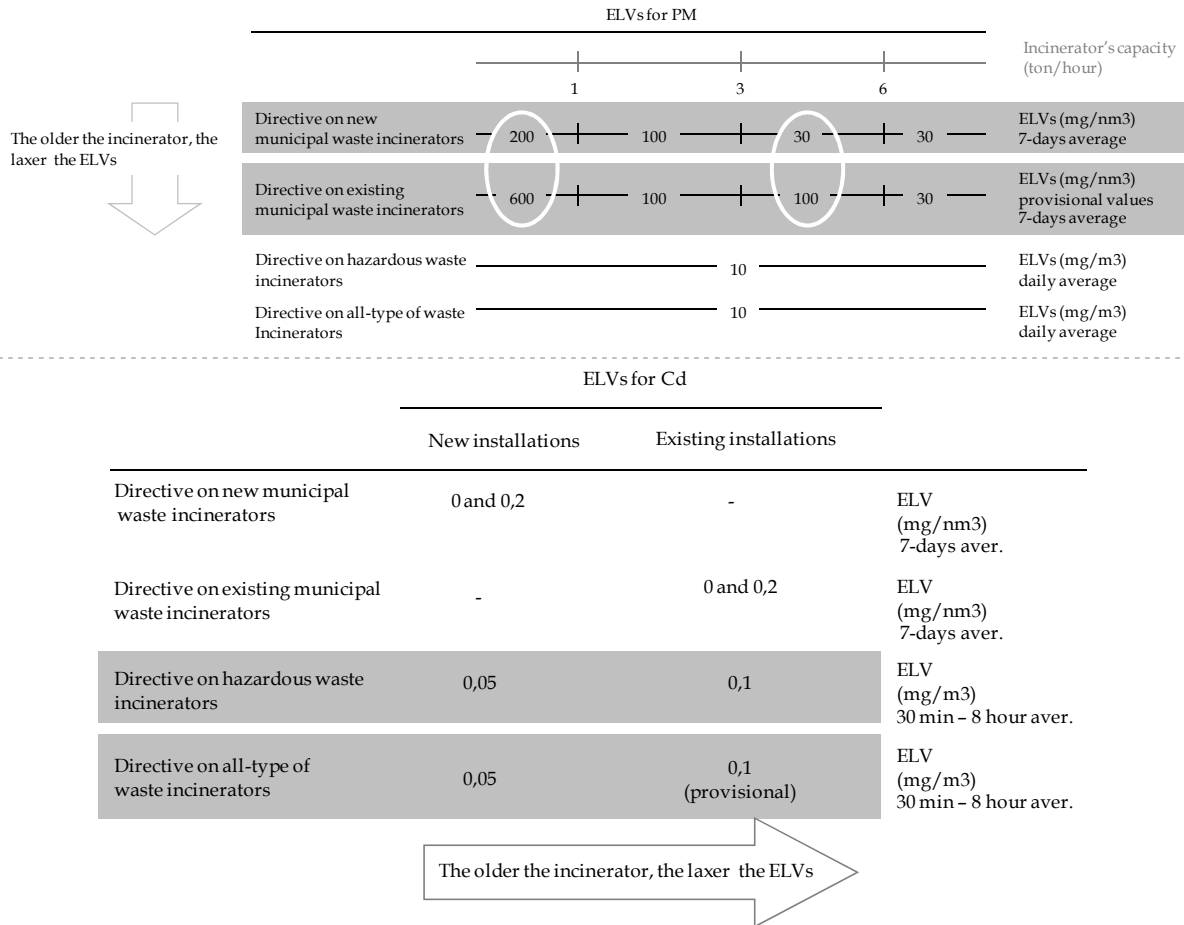 ELVs for PM
Incinerator's capacity
(ton/hour)
1 3 6
The older the incinerator, the
laxer the ELVs
Directive on new
municipal waste incinerators
200 100 30 30
ELVs (mg/nm3)
7-days average
Directive on existing
municipal waste incinerators
600 100 100 30
ELVs (mg/nm3)
provisional values
7-days average
Directive on hazardous waste
incinerators
10
ELVs (mg/m3)
daily average
Directive on all-type of waste
Incinerators
10
ELVs (mg/m3)
daily average
ELVs for Cd
New installations Existing installations
Directive on new municipal
waste incinerators
0 and 0,2 -
ELV
(mg/nm3)
7-days aver.
Directive on existing municipal
waste incinerators
- 0 and 0,2
ELV
(mg/nm3)
7-days aver.
Directive on hazardous waste
incinerators
0,05 0,1
ELV
(mg/m3)
30 min – 8 hour aver.
Directive on all-type of
waste incinerators
0,05 0,1
(provisional)
ELV
(mg/m3)
30 min – 8 hour aver.
The older the incinerator, the laxer the ELVs